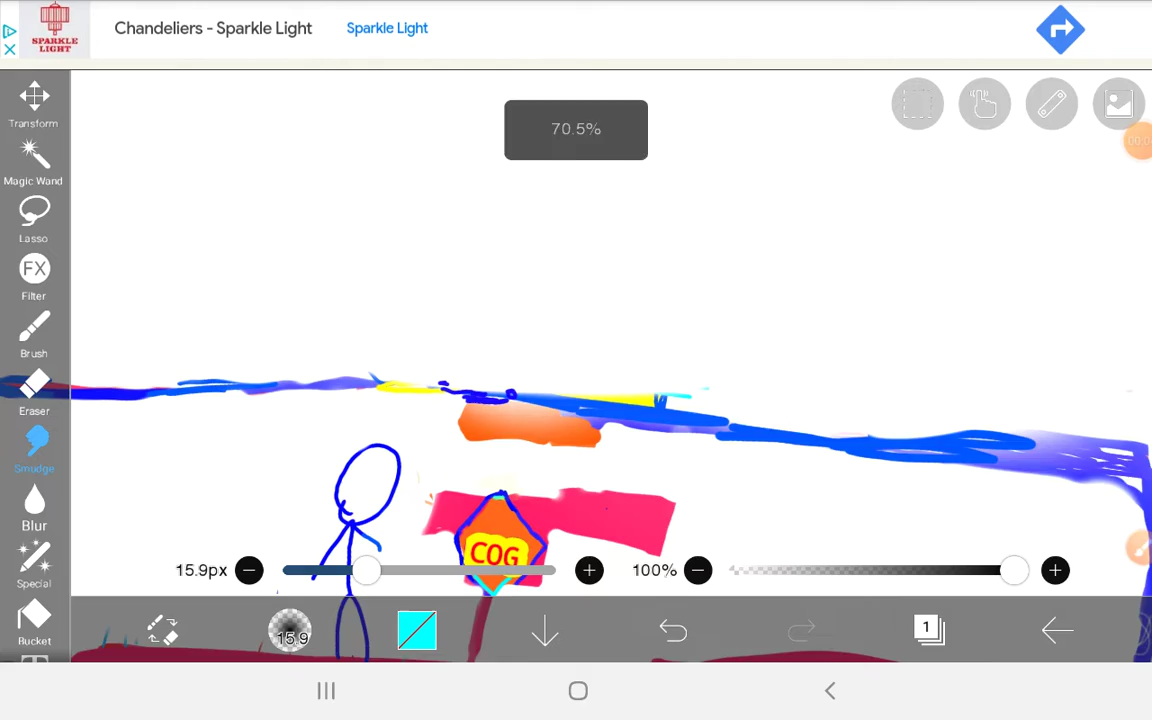 SPARKLE
LIGHT
Chandeliers - Sparkle Light
Sparkle Light
Transform
Magic Wand
Lasso
FX
Filter
Brush
Eraser
Smudge
Blur
Special
Bucket
70.5%
COG
15.9px
100%
15.9
1